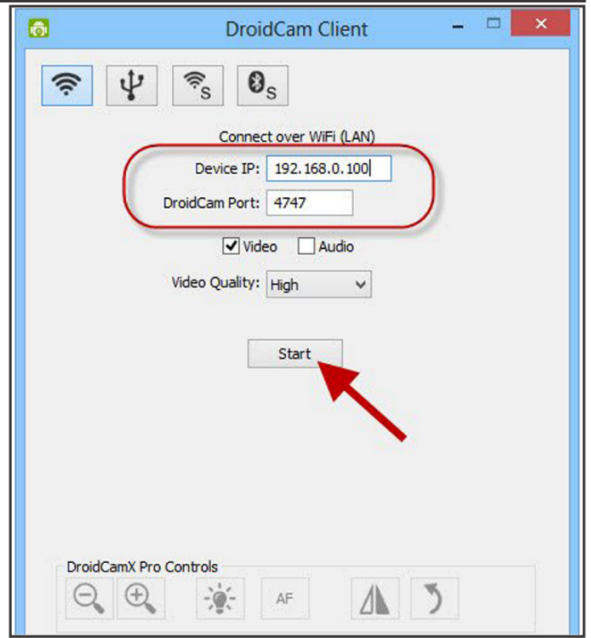 DroidCam Client
S
S
Connect over WiFi (LAN)
Device IP: 192.168.0.100
DroidCam Port: 4747
Video Audio
Video Quality: High
Start
DroidCamX Pro Controls
AF